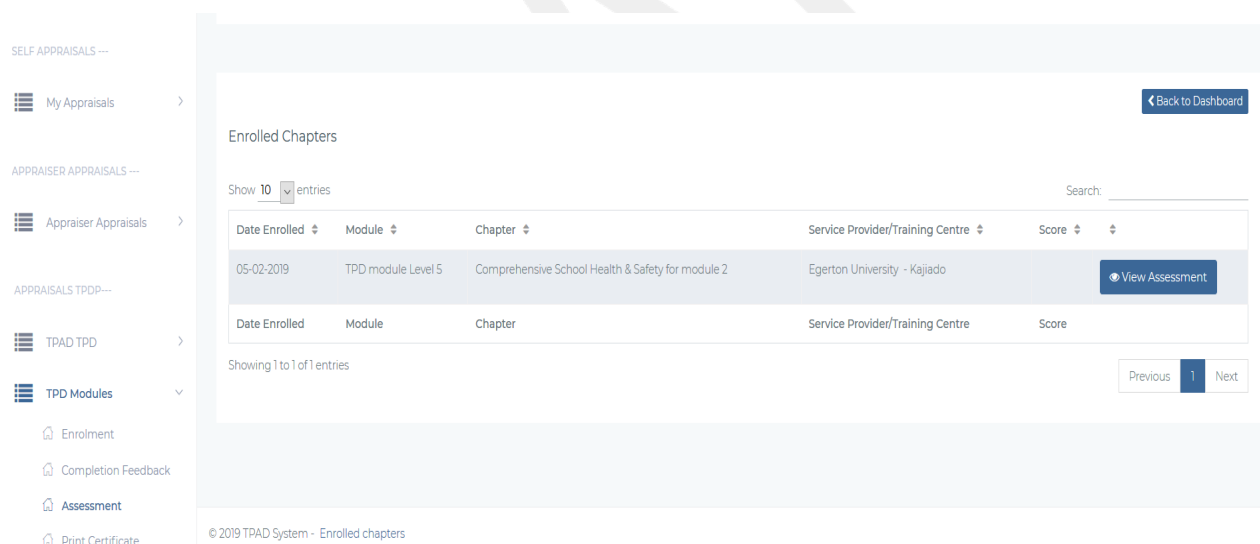 SELF APPRAISALS ---
My Appraisals
APPRAISER APPRAISALS ---
Appraiser Appraisals
APPRAISALS TPDP---
TPAD TPD
TPD Modules
Enrolment
Completion Feedback
Assessment
Print Certificate
Back to Dashboard
Enrolled Chapters
Show 10 entries Search:
Date Enrolled Module Chapter Service Provider/Training Centre Score
05-02-2019 TPD module Level 5 Comprehensive School Health & Safety for module 2 Egerton University - Kajiado View Assessment
Date Enrolled Module Chapter Service Provider/Training Centre Score
Showing 1 to 1 of 1 entries
Previous 1 Next
© 2019 TPAD System - Enrolled chapters